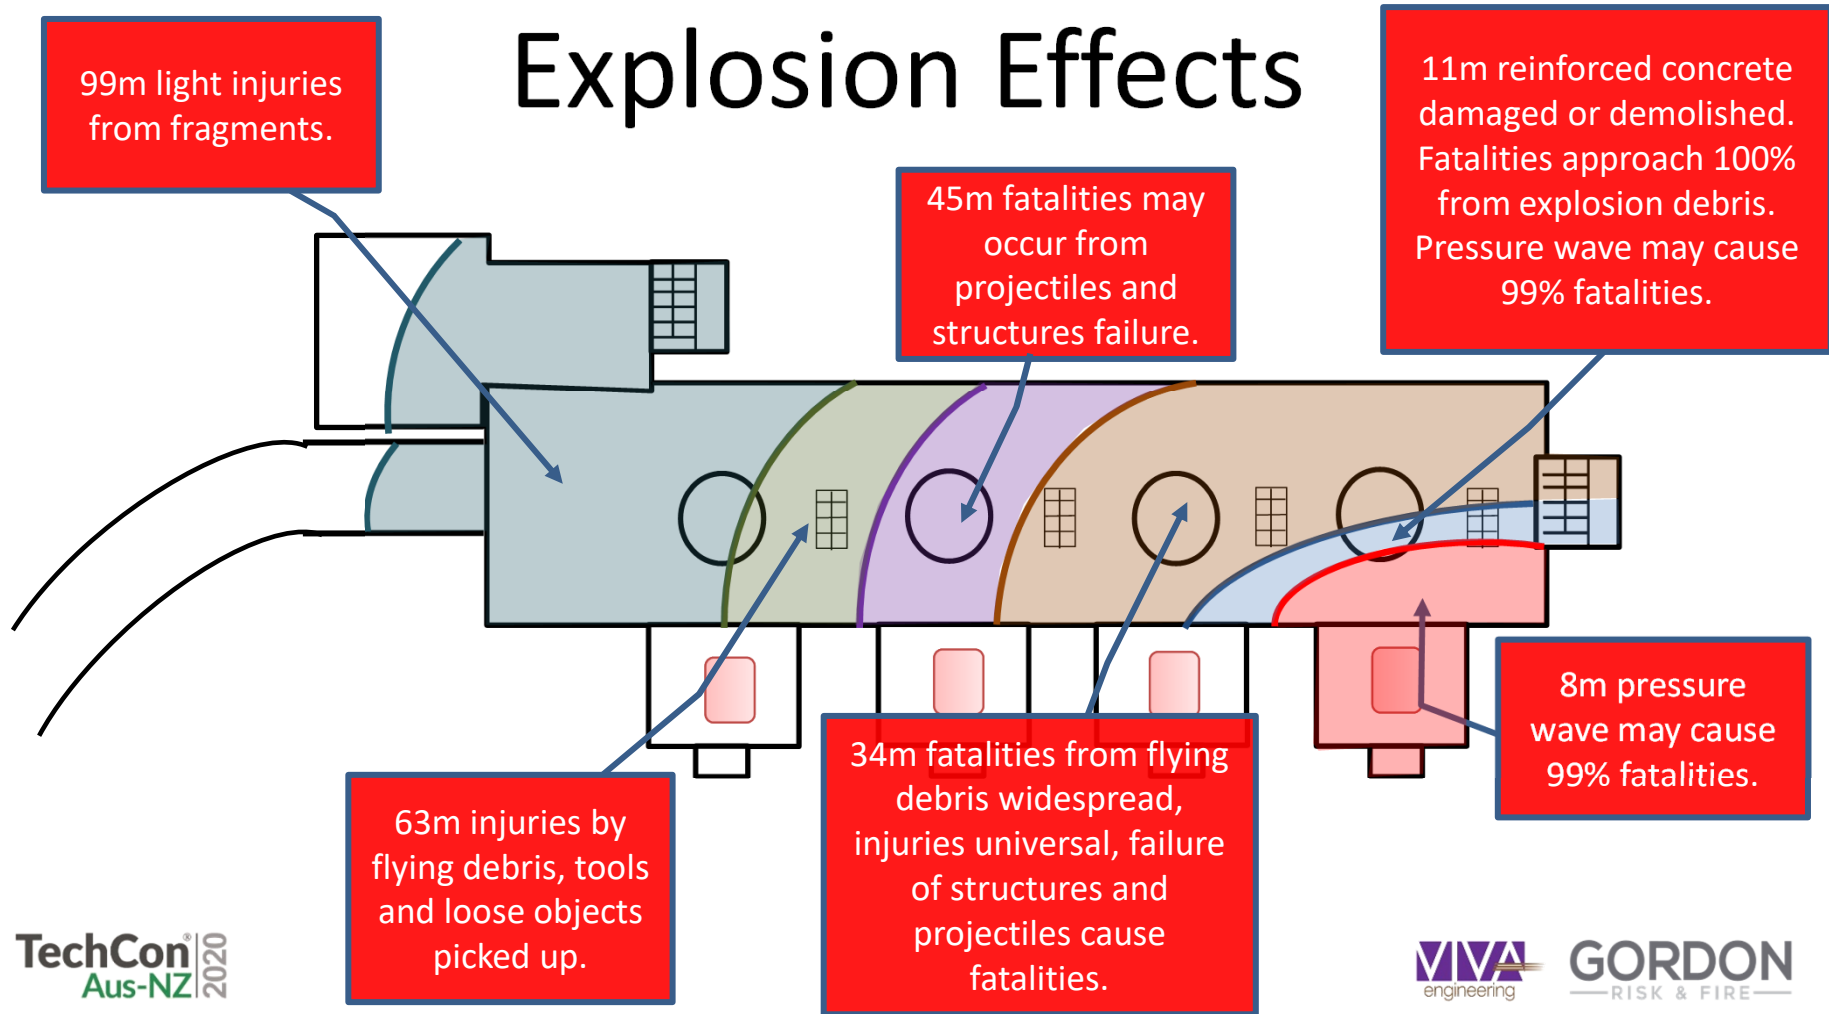 Explosion Effects
99m light injuries
from fragments.
45m fatalities may
occur from
projectiles and
structures failure.
11m reinforced concrete
damaged or demolished.
Fatalities approach 100%
from explosion debris.
Pressure wave may cause
99% fatalities.
8m pressure
wave may cause
99% fatalities.
34m fatalities from flying
debris widespread,
injuries universal, failure
of structures and
projectiles cause
fatalities.
63m injuries by
flying debris, tools
and loose objects
picked up.
TechCon®
Aus-NZ
2020
VIVA
engineering
GORDON
RISK & FIRE